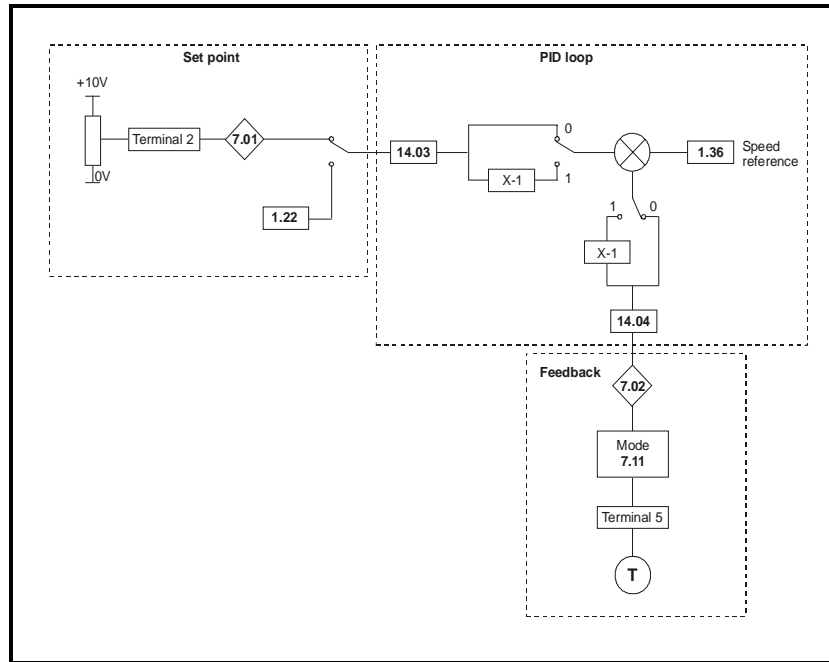 Set point
PID loop
+10V
Terminal 2
7.01
0V
1.22
14.03
0
X-1
1
1.36
Speed
reference
1
0
X-1
14.04
Feedback
7.02
Mode
7.11
Terminal 5
T